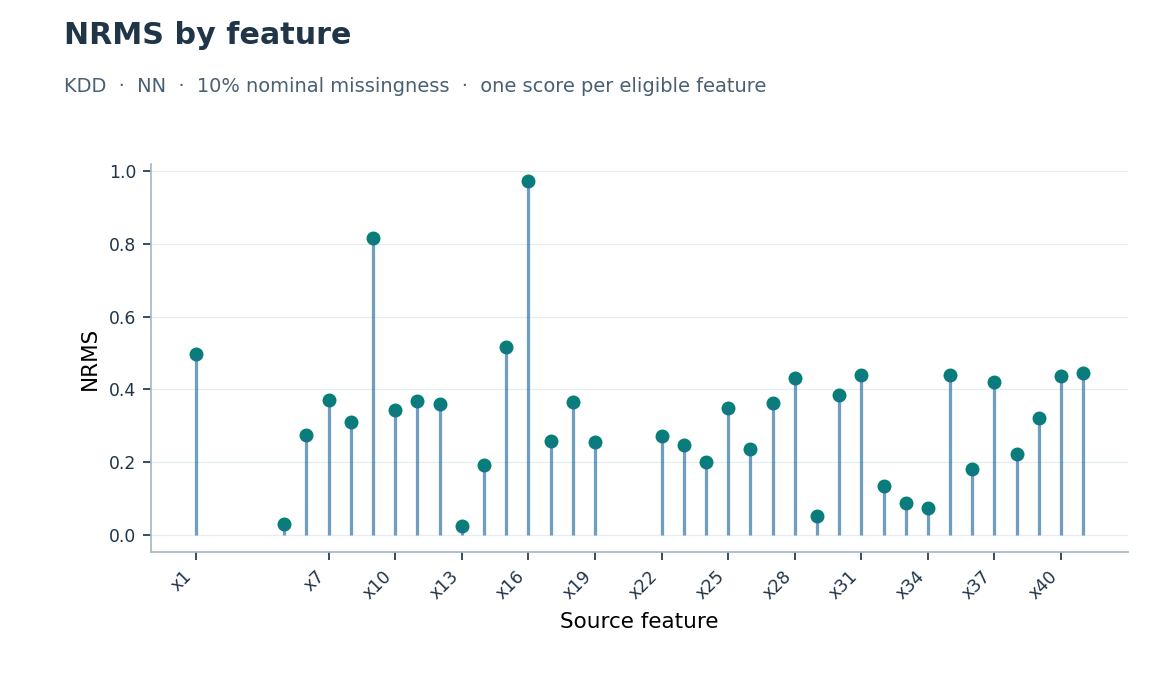 NRMS by feature
KDD · NN · 10% nominal missingness · one score per eligible feature
1.0
0.8
0.6
0.4
0.2
0.0
NRMS
x1 x7 x10 x13 x16 x19 x22 x25 x28 x31 x34 x37 x40
Source feature